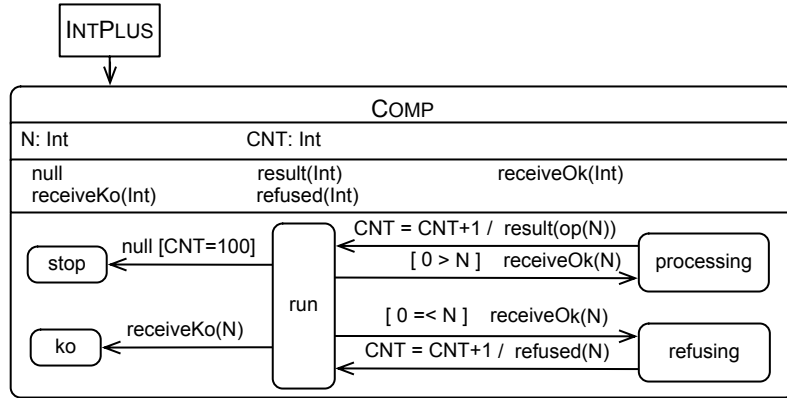 INTPLUS
COMP
N: Int CNT: Int
null result(Int) receiveOk(Int)
receiveKo(Int) refused(Int)
CNT = CNT+1 / result(op(N))
null [CNT=100]
stop
[ 0 > N ] receiveOk(N)
processing
run
[ 0 =< N ] receiveOk(N)
receiveKo(N)
ko
CNT = CNT+1 / refused(N)
refusing